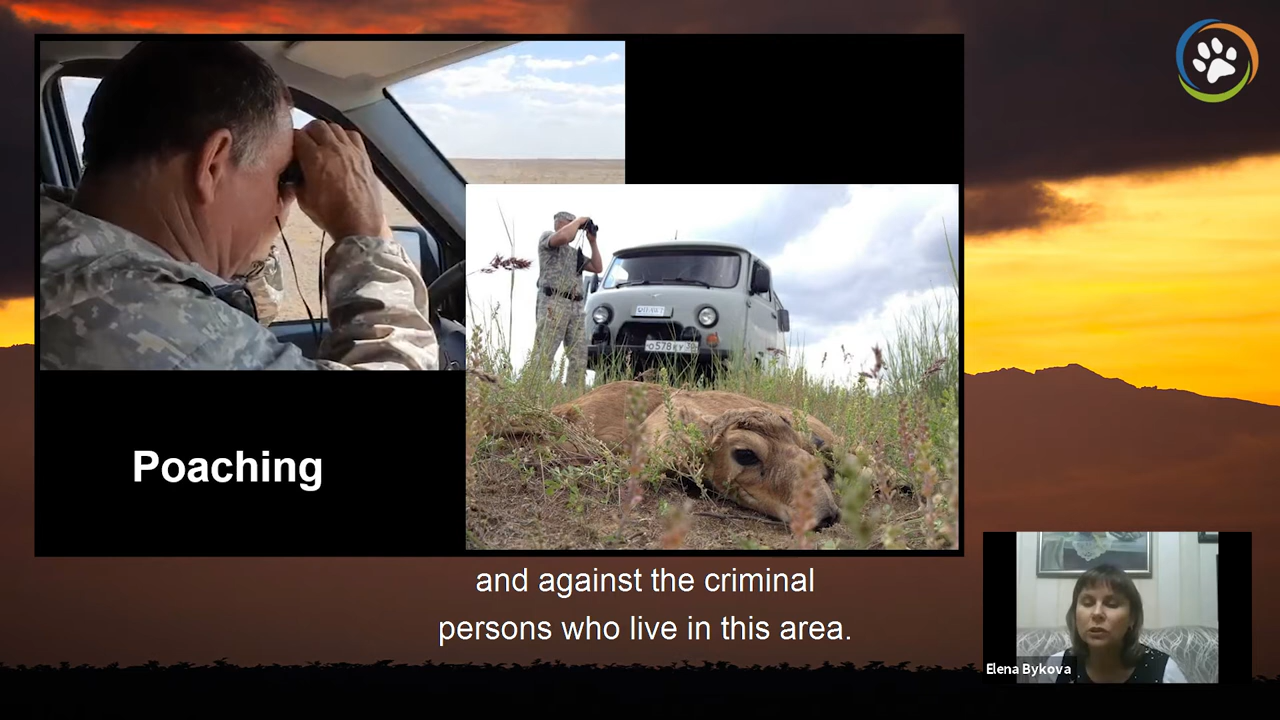 Poaching
and against the criminal
persons who live in this area.
Elena Bykova